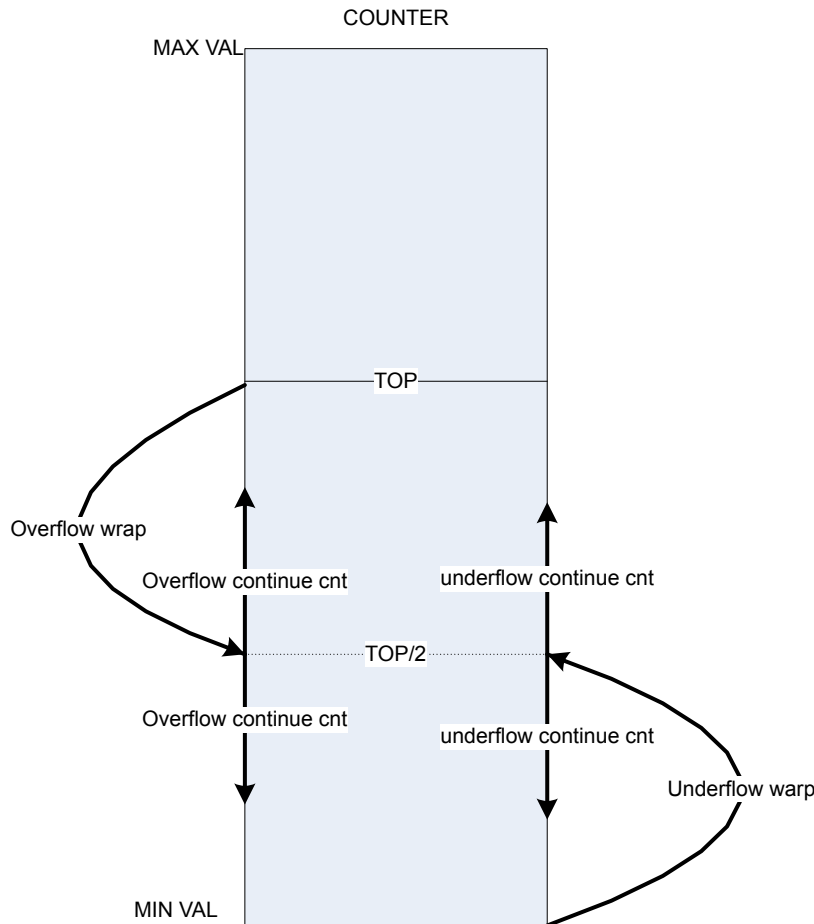 COUNTER
MAX VAL
TOP
Overflow wrap
Overflow continue cnt
underflow continue cnt
TOP/2
Overflow continue cnt
underflow continue cnt
Underflow warp
MIN VAL